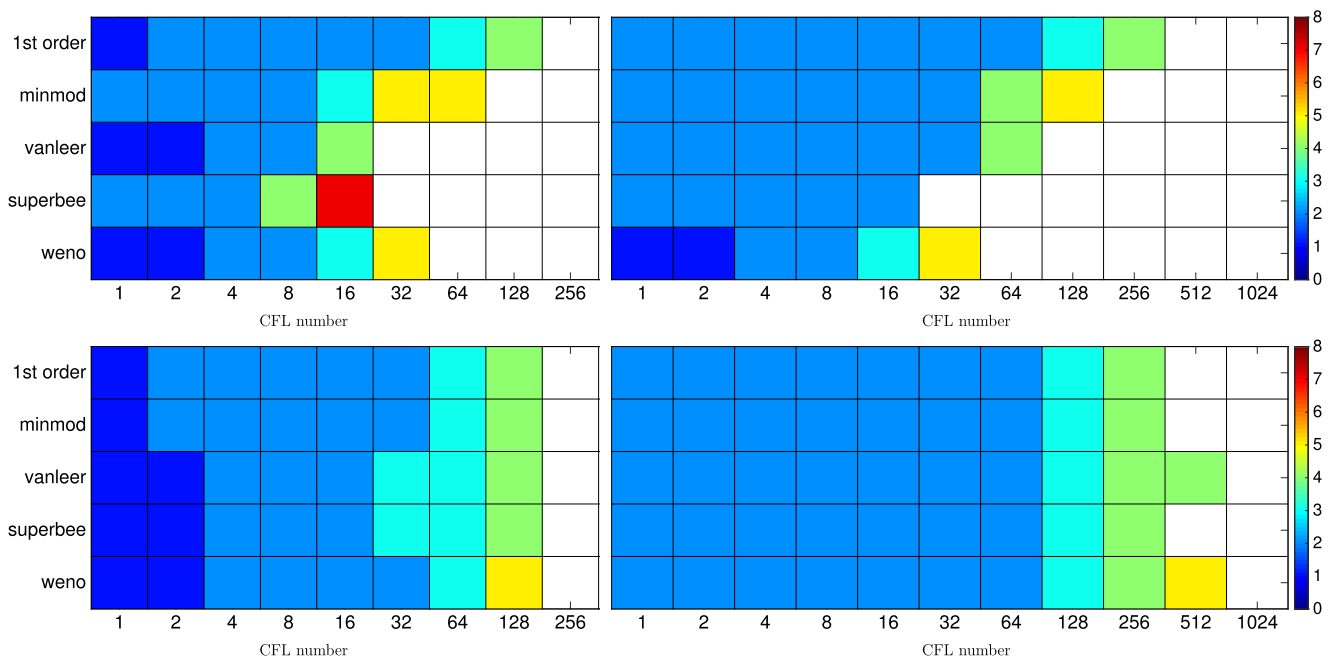 1st order
minmod
vanleer
superbee
weno
1 2 4 8 16 32 64 128 256
CFL number
1 2 4 8 16 32 64 128 256 512 1024
CFL number
8
7
6
5
4
3
2
1
0
1st order
minmod
vanleer
superbee
weno
1 2 4 8 16 32 64 128 256
CFL number
1 2 4 8 16 32 64 128 256 512 1024
CFL number
8
7
6
5
4
3
2
1
0